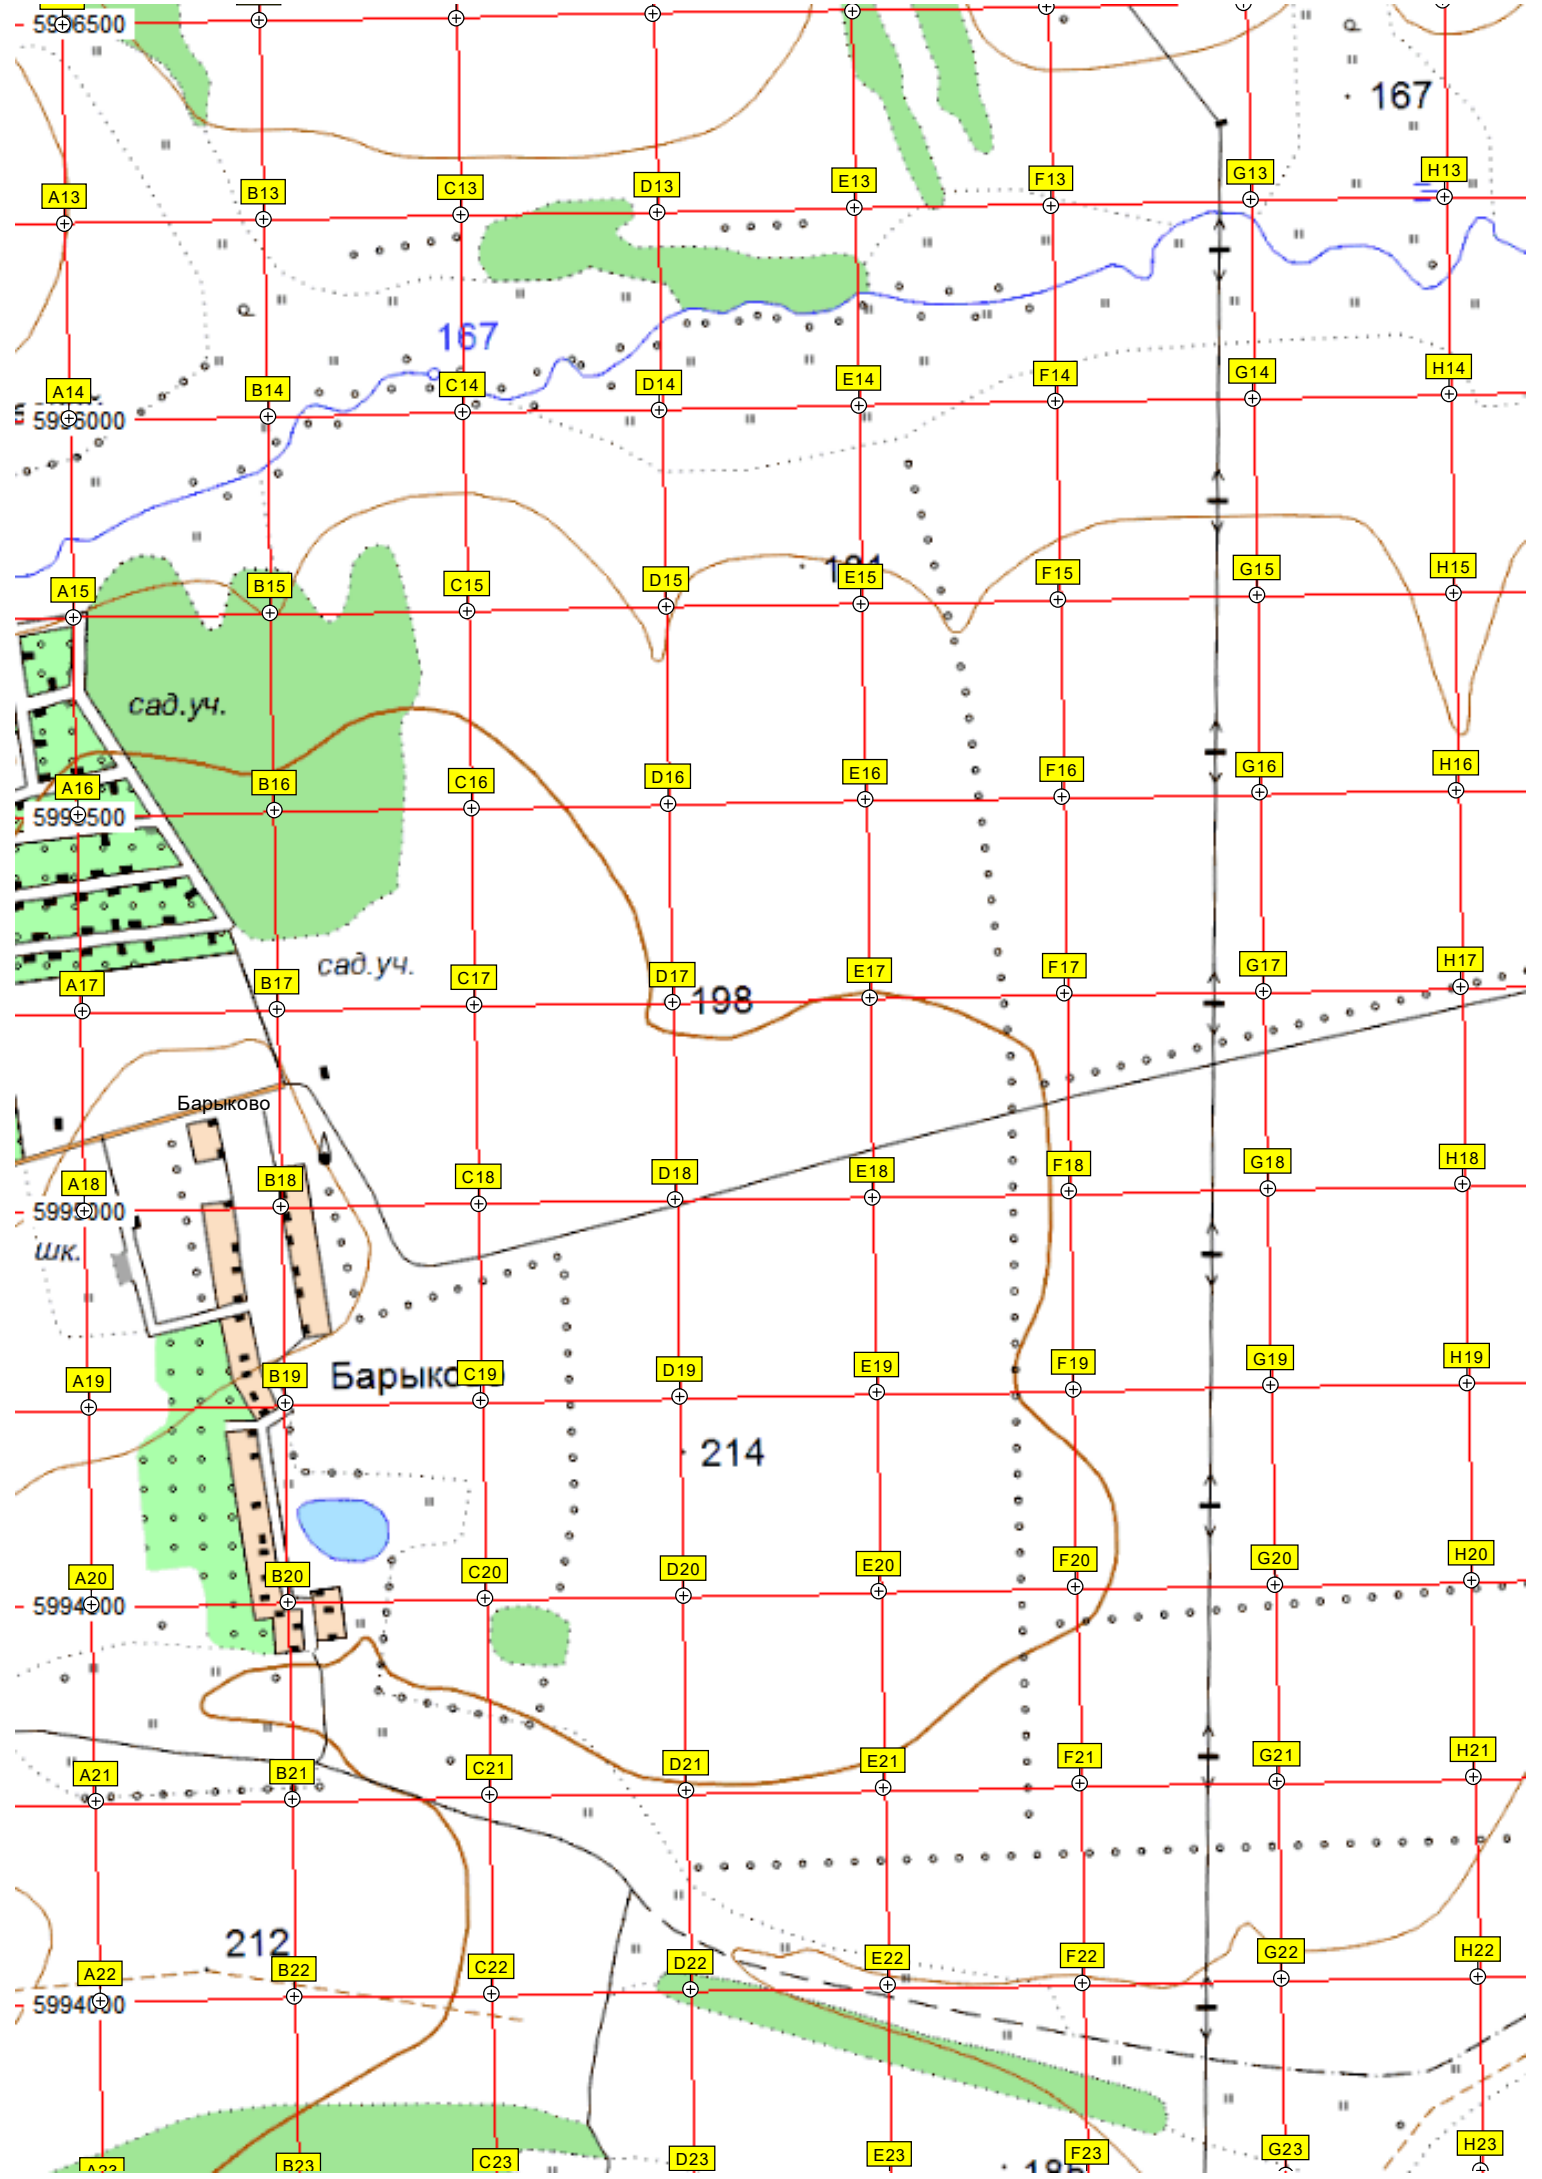 5996500
167
A13 B13 C13 D13 E13 F13 G13 H13
167
A14 B14 C14 D14 E14 F14 G14 H14
5996000
A15 B15 C15 D15 E15 F15 G15 H15
сад.уч.
A16 B16 C16 D16 E16 F16 G16 H16
сад.уч.
A17 B17 C17 D17 E17 F17 G17 H17
198
Барыково
A18 B18 C18 D18 E18 F18 G18 H18
шк.
A19 B19 C19 D19 E19 F19 G19 H19
Барыково
214
A20 B20 C20 D20 E20 F20 G20 H20
A21 B21 C21 D21 E21 F21 G21 H21
212
A22 B22 C22 D22 E22 F22 G22 H22
5994000
B23 C23 D23 E23 F23 G23 H23